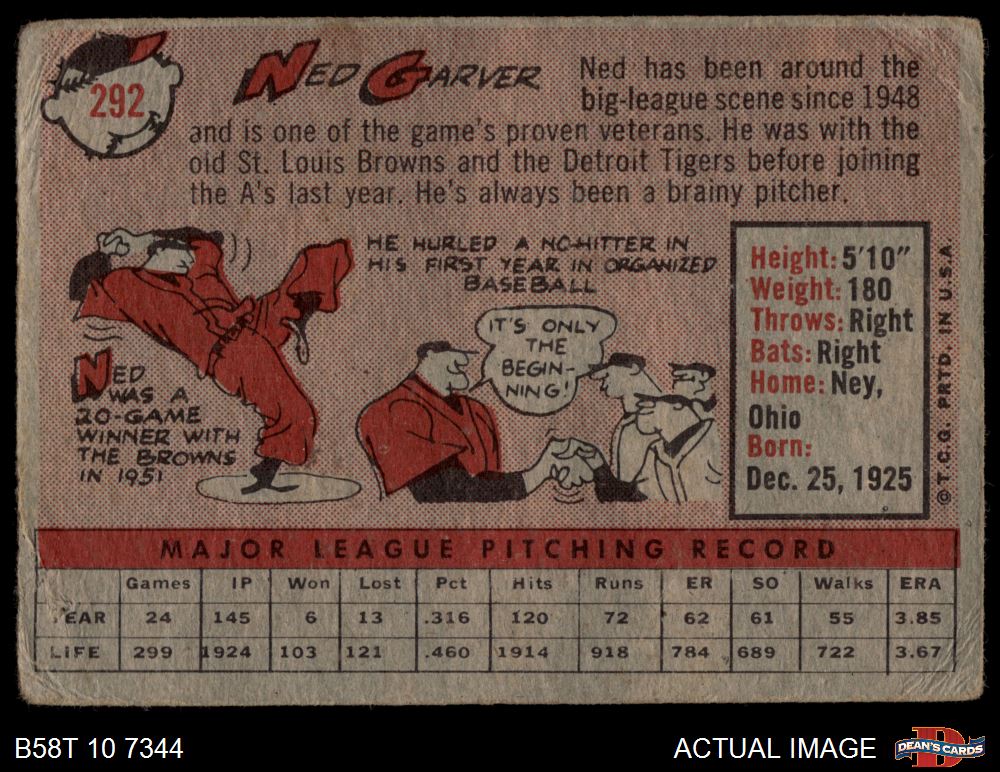 292
NED GARVER
Ned has been around the
big-league scene since 1948
and is one of the game's proven veterans. He was with the
old St. Louis Browns and the Detroit Tigers before joining
the A's last year. He's always been a brainy pitcher.
HE HURLED A NO-HITTER IN
HIS FIRST YEAR IN ORGANIZED
BASEBALL
IT'S ONLY
THE
BEGIN-
NING!
NED
WAS A
20-GAME
WINNER WITH
THE BROWNS
IN 1951
Height: 5'10"
Weight: 180
Throws: Right
Bats: Right
Home: Ney,
Ohio
Born:
Dec. 25, 1925
© T.C.G. PRTD. IN U.S.A
MAJOR LEAGUE PITCHING RECORD
Games IP Won Lost Pct Hits Runs ER SO Walks ERA
YEAR 24 145 6 13 .316 120 72 62 61 55 3.85
LIFE 299 1924 103 121 .460 1914 918 784 689 722 3.67
B58T 10 7344
ACTUAL IMAGE
DEAN'S CARDS